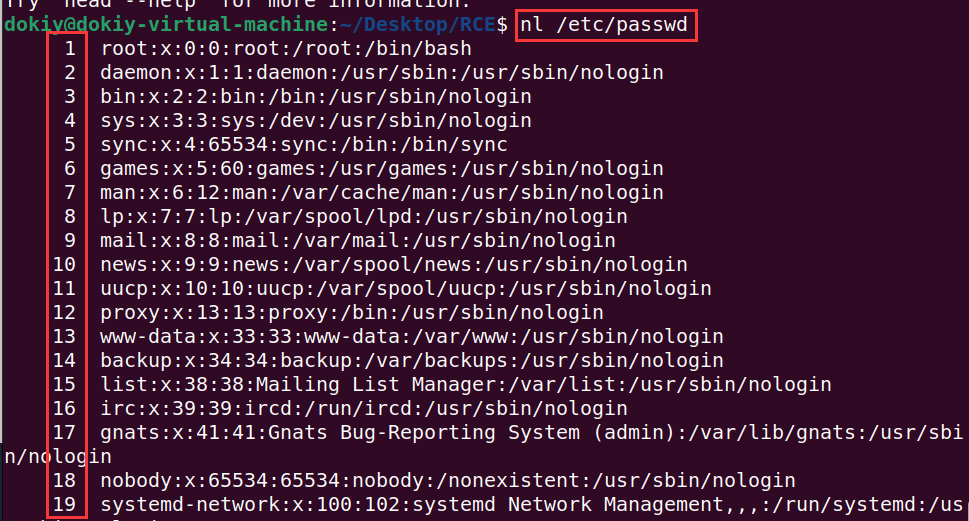 Try 'head --help' for more information.
dokiy@dokiy-virtual-machine:~/Desktop/RCE$ nl /etc/passwd
1 root:x:0:0:root:/root:/bin/bash
2 daemon:x:1:1:daemon:/usr/sbin:/usr/sbin/nologin
3 bin:x:2:2:bin:/bin:/usr/sbin/nologin
4 sys:x:3:3:sys:/dev:/usr/sbin/nologin
5 sync:x:4:65534:sync:/bin:/bin/sync
6 games:x:5:60:games:/usr/games:/usr/sbin/nologin
7 man:x:6:12:man:/var/cache/man:/usr/sbin/nologin
8 lp:x:7:7:lp:/var/spool/lpd:/usr/sbin/nologin
9 mail:x:8:8:mail:/var/mail:/usr/sbin/nologin
10 news:x:9:9:news:/var/spool/news:/usr/sbin/nologin
11 uucp:x:10:10:uucp:/var/spool/uucp:/usr/sbin/nologin
12 proxy:x:13:13:proxy:/bin:/usr/sbin/nologin
13 www-data:x:33:33:www-data:/var/www:/usr/sbin/nologin
14 backup:x:34:34:backup:/var/backups:/usr/sbin/nologin
15 list:x:38:38:Mailing List Manager:/var/list:/usr/sbin/nologin
16 irc:x:39:39:ircd:/run/ircd:/usr/sbin/nologin
17 gnats:x:41:41:Gnats Bug-Reporting System (admin):/var/lib/gnats:/usr/sbi
n/nologin
18 nobody:x:65534:65534:nobody:/nonexistent:/usr/sbin/nologin
19 systemd-network:x:100:102:systemd Network Management,,,:/run/systemd:/us